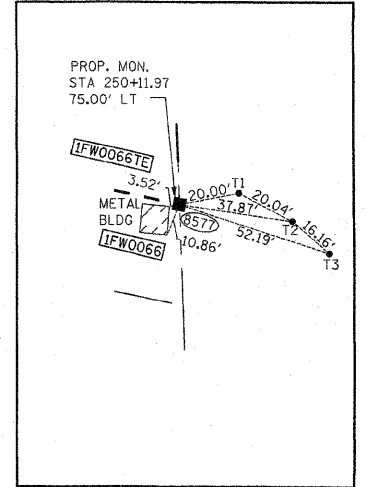 PROP. MON.
STA 250+11.97
75.00' LT
1FW0066TE
3.52'
20.00'
T1
20.04'
METAL
BLDG
37.87'
8577
T2
16.16'
1FW0066
10.86'
52.19'
T3